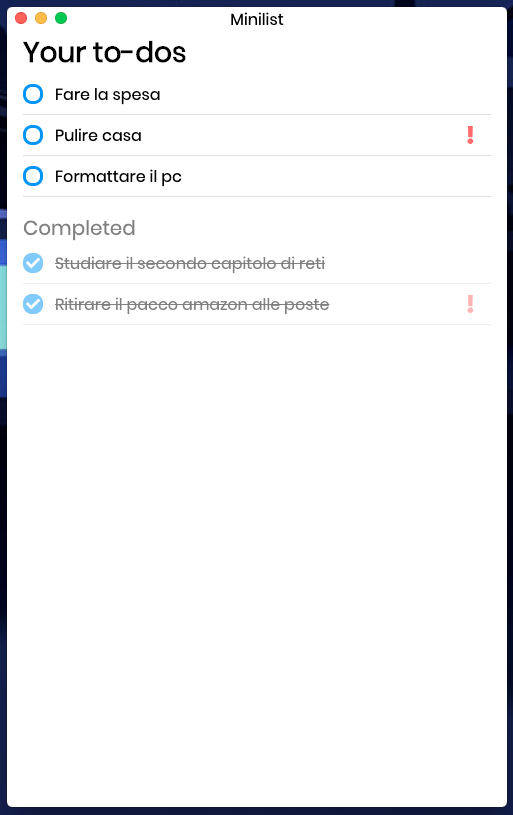 Minilist
Your to-dos
Fare la spesa
Pulire casa
Formattare il pc
Completed
Studiare il secondo capitolo di reti
Ritirare il pacco amazon alle poste